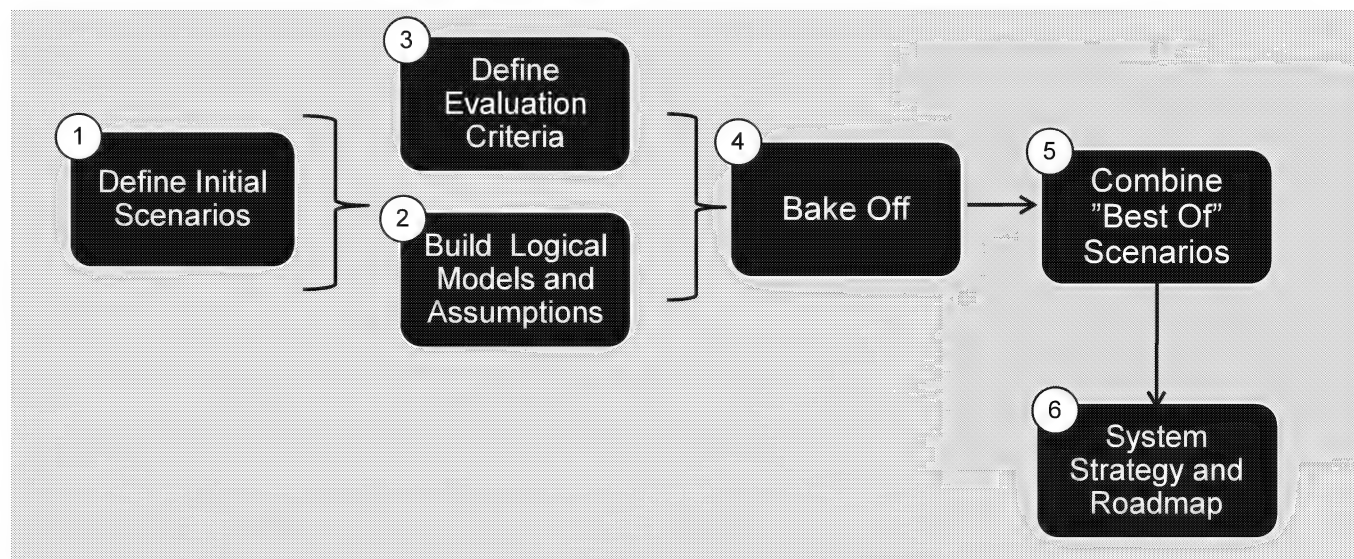 1
Define Initial
Scenarios
3
Define
Evaluation
Criteria
2
Build Logical
Models and
Assumptions
4
Bake Off
5
Combine
”Best Of”
Scenarios
6
System
Strategy and
Roadmap